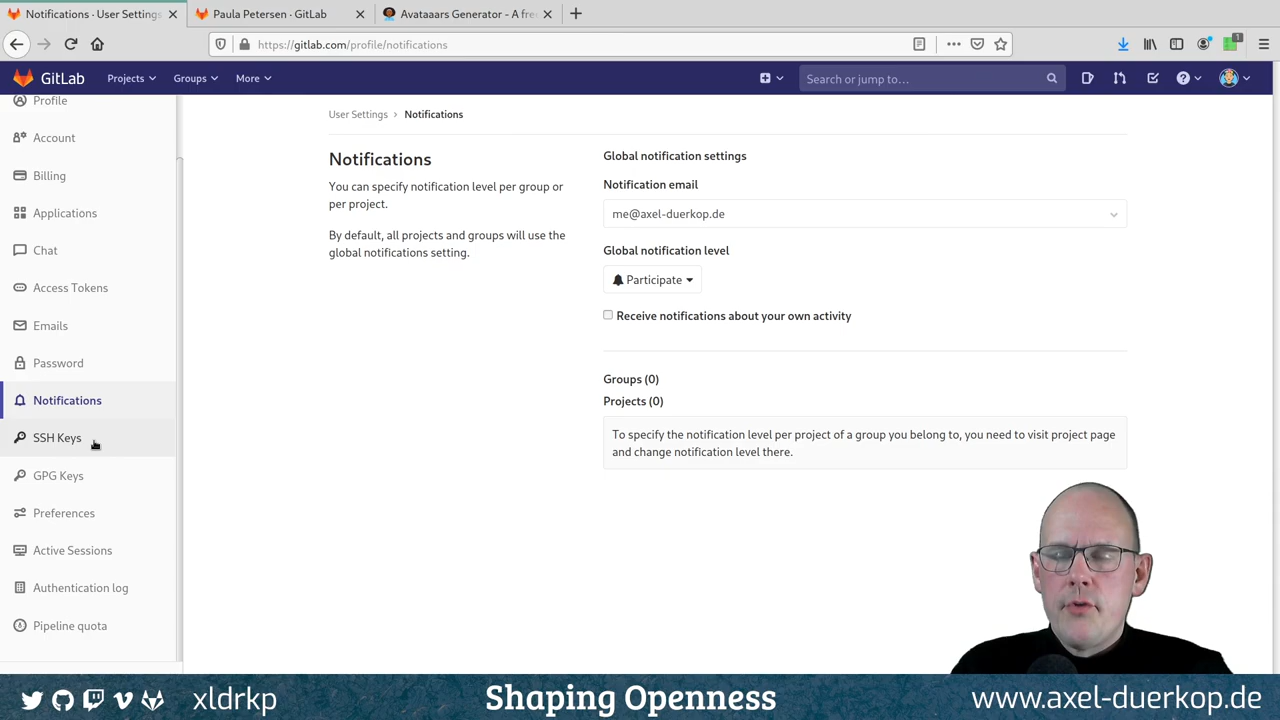 Notifications · User Settings
Paula Petersen · GitLab
Avataaars Generator - A fre
https://gitlab.com/profile/notifications
1
GitLab
Projects
Groups
More
Search or jump to…
Profile
Account
Billing
Applications
Chat
Access Tokens
Emails
Password
Notifications
SSH Keys
GPG Keys
Preferences
Active Sessions
Authentication log
Pipeline quota
User Settings › Notifications
Notifications
You can specify notification level per group or
per project.
By default, all projects and groups will use the
global notifications setting.
Global notification settings
Notification email
me@axel-duerkop.de
Global notification level
Participate
Receive notifications about your own activity
Groups (0)
Projects (0)
To specify the notification level per project of a group you belong to, you need to visit project page
and change notification level there.
xldrkp
Shaping Openness
www.axel-duerkop.de